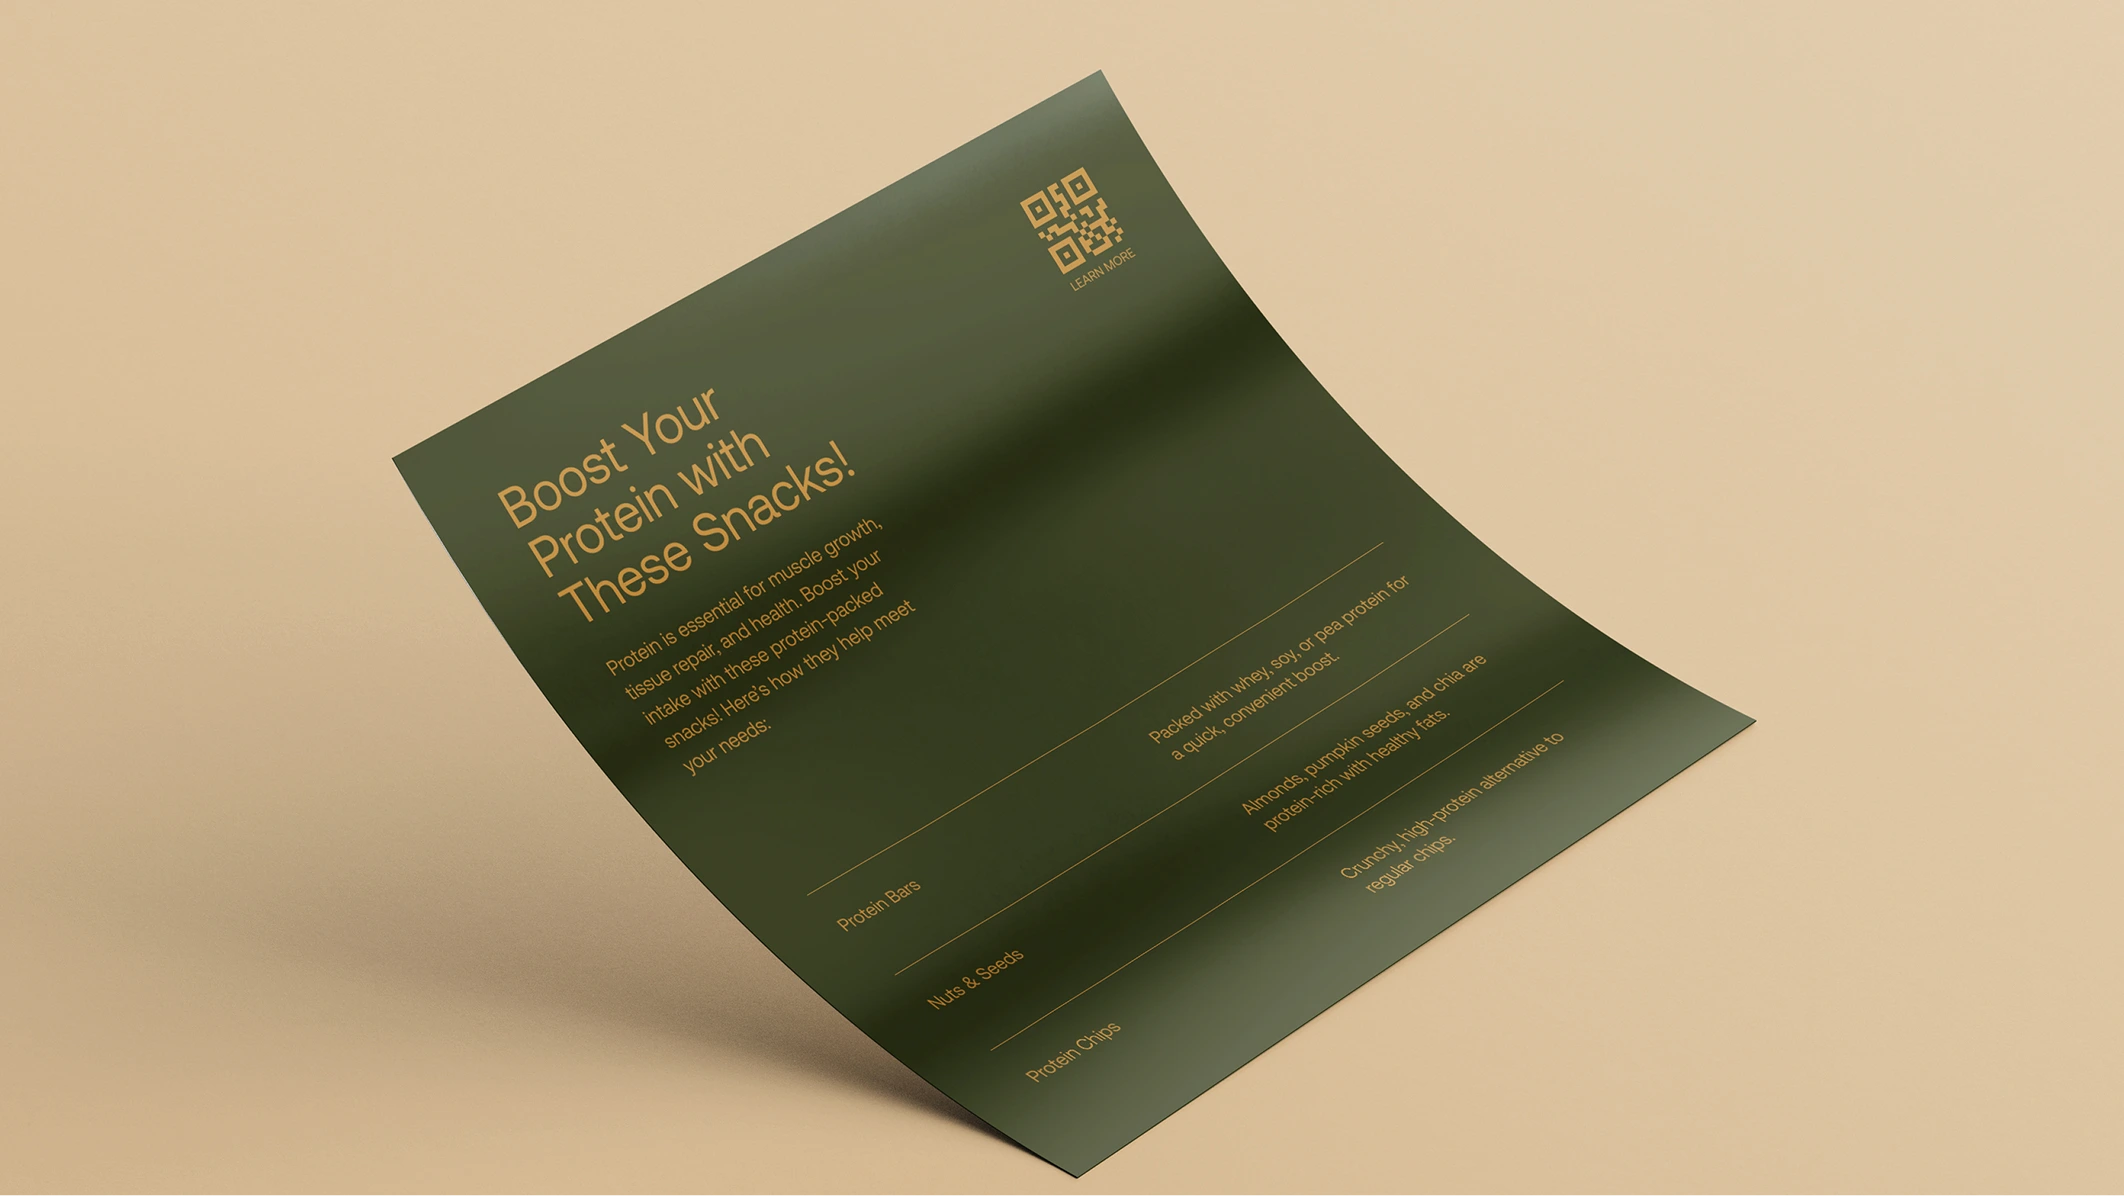 LEARN MORE
Boost Your
Protein with
These Snacks!
Protein is essential for muscle growth,
tissue repair, and health. Boost your
intake with these protein-packed
snacks! Here's how they help meet
your needs:
Protein Bars
Packed with whey, soy, or pea protein for
a quick, convenient boost.
Nuts & Seeds
Almonds, pumpkin seeds, and chia are
protein-rich with healthy fats.
Protein Chips
Crunchy, high-protein alternative to
regular chips.